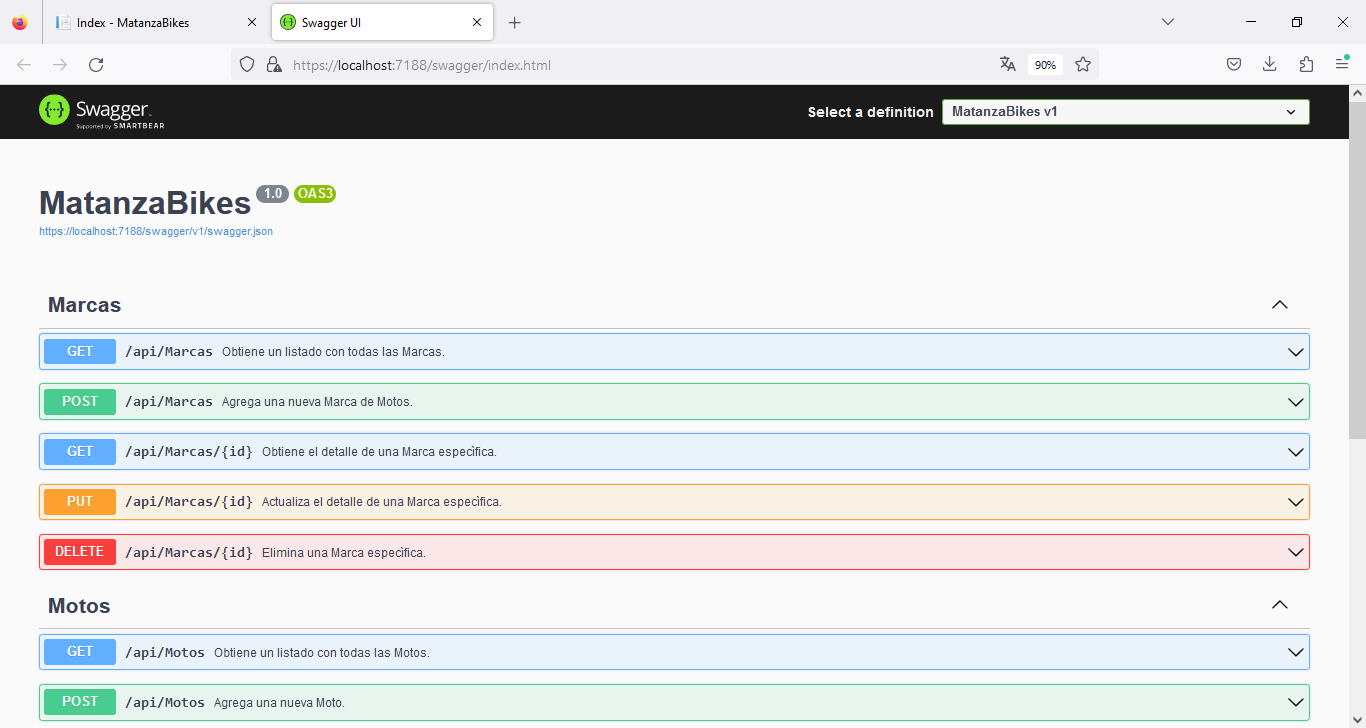 Index - MatanzaBikes
Swagger UI
https://localhost:7188/swagger/index.html
90%
Swagger
Supported by SMARTBEAR
Select a definition
MatanzaBikes v1
MatanzaBikes 1.0 OAS3
https://localhost:7188/swagger/v1/swagger.json
Marcas
GET /api/Marcas Obtiene un listado con todas las Marcas.
POST /api/Marcas Agrega una nueva Marca de Motos.
GET /api/Marcas/{id} Obtiene el detalle de una Marca especìfica.
PUT /api/Marcas/{id} Actualiza el detalle de una Marca especìfica.
DELETE /api/Marcas/{id} Elimina una Marca especìfica.
Motos
GET /api/Motos Obtiene un listado con todas las Motos.
POST /api/Motos Agrega una nueva Moto.